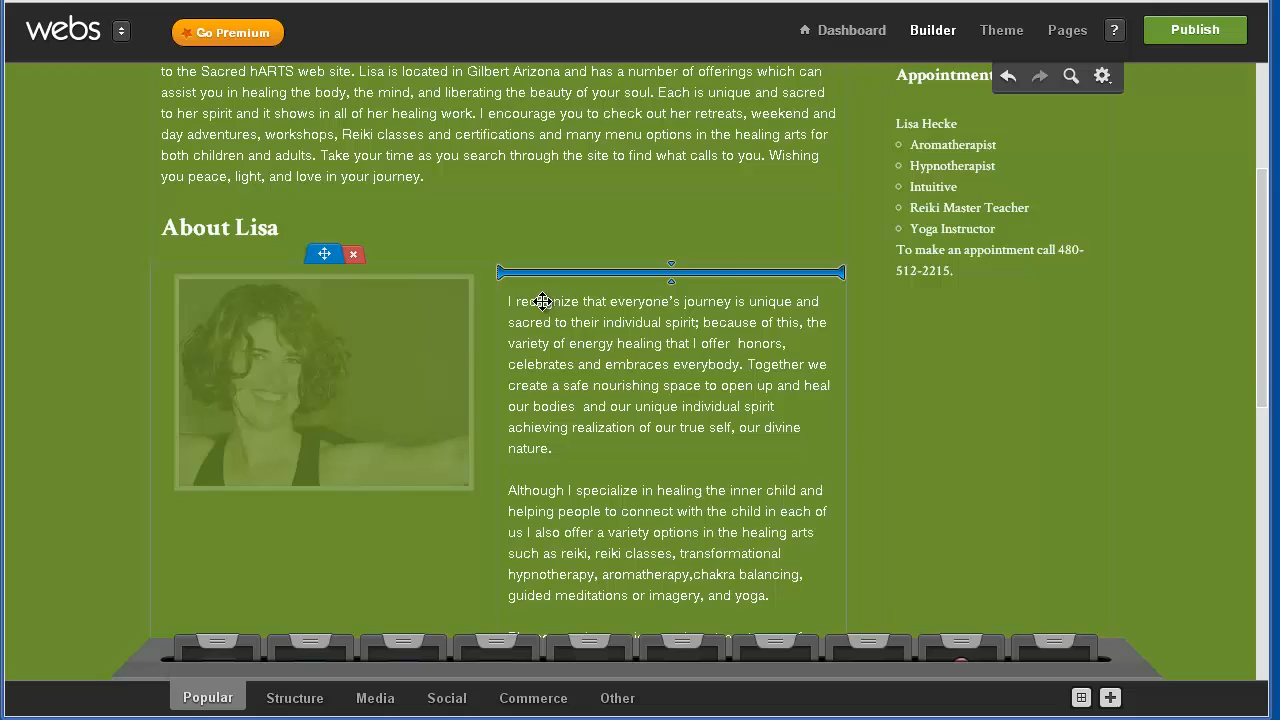 webs
Go Premium
Dashboard
Builder
Theme
Pages
?
Publish
to the Sacred hARTS web site. Lisa is located in Gilbert Arizona and has a number of offerings which can
assist you in healing the body, the mind, and liberating the beauty of your soul. Each is unique and sacred
to her spirit and it shows in all of her healing work. I encourage you to check out her retreats, weekend and
day adventures, workshops, Reiki classes and certifications and many menu options in the healing arts for
both children and adults. Take your time as you search through the site to find what calls to you. Wishing
you peace, light, and love in your journey.
About Lisa
I recognize that everyone's journey is unique and
sacred to their individual spirit; because of this, the
variety of energy healing that I offer  honors,
celebrates and embraces everybody. Together we
create a safe nourishing space to open up and heal
our bodies  and our unique individual spirit
achieving realization of our true self, our divine
nature.
Although I specialize in healing the inner child and
helping people to connect with the child in each of
us I also offer a variety options in the healing arts
such as reiki, reiki classes, transformational
hypnotherapy, aromatherapy,chakra balancing,
guided meditations or imagery, and yoga.
Appointment
Lisa Hecke
Aromatherapist
Hypnotherapist
Intuitive
Reiki Master Teacher
Yoga Instructor
To make an appointment call 480-
512-2215.
Popular
Structure
Media
Social
Commerce
Other